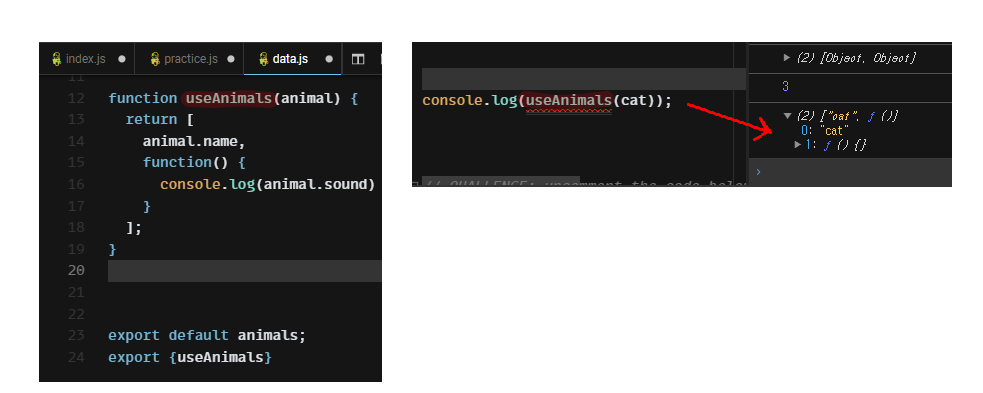 index.js
practice.js
data.js
11
12 function useAnimals(animal) {
13 return [
14 animal.name,
15 function() {
16 console.log(animal.sound)
17 }
18 ];
19 }
20
21
22
23 export default animals;
24 export {useAnimals}
console.log(useAnimals(cat));
// CHALLENGE: uncomment the code below
(2) [Object, Object]
3
(2) ["cat", ƒ ()]
0: "cat"
1: ƒ () {}